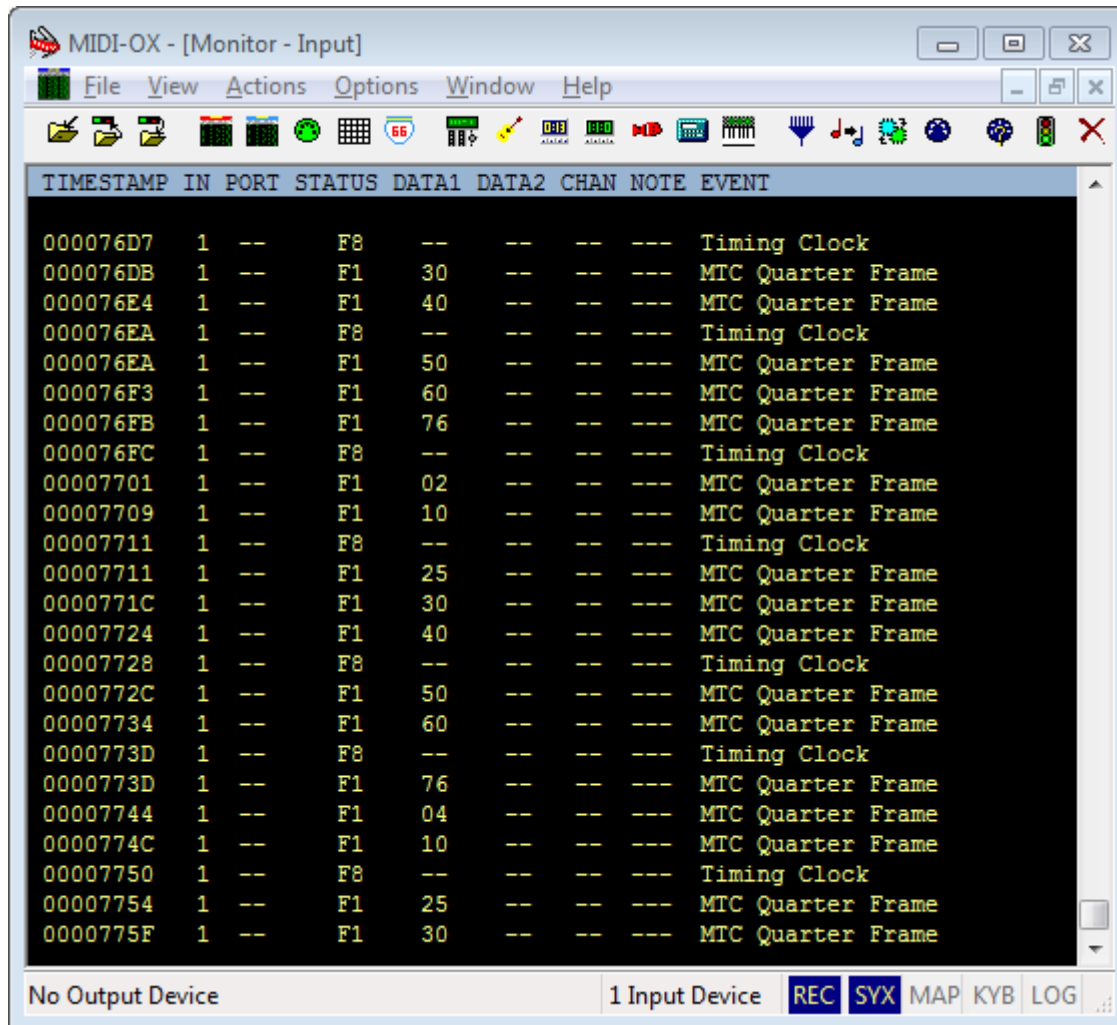 MIDI-OX - [Monitor - Input]
File View Actions Options Window Help
66
TIMESTAMP IN PORT STATUS DATA1 DATA2 CHAN NOTE EVENT
000076D7 1 -- F8 -- -- -- --- Timing Clock
000076DB 1 -- F1 30 -- -- --- MTC Quarter Frame
000076E4 1 -- F1 40 -- -- --- MTC Quarter Frame
000076EA 1 -- F8 -- -- -- --- Timing Clock
000076EA 1 -- F1 50 -- -- --- MTC Quarter Frame
000076F3 1 -- F1 60 -- -- --- MTC Quarter Frame
000076FB 1 -- F1 76 -- -- --- MTC Quarter Frame
000076FC 1 -- F8 -- -- -- --- Timing Clock
00007701 1 -- F1 02 -- -- --- MTC Quarter Frame
00007709 1 -- F1 10 -- -- --- MTC Quarter Frame
00007711 1 -- F8 -- -- -- --- Timing Clock
00007711 1 -- F1 25 -- -- --- MTC Quarter Frame
0000771C 1 -- F1 30 -- -- --- MTC Quarter Frame
00007724 1 -- F1 40 -- -- --- MTC Quarter Frame
00007728 1 -- F8 -- -- -- --- Timing Clock
0000772C 1 -- F1 50 -- -- --- MTC Quarter Frame
00007734 1 -- F1 60 -- -- --- MTC Quarter Frame
0000773D 1 -- F8 -- -- -- --- Timing Clock
0000773D 1 -- F1 76 -- -- --- MTC Quarter Frame
00007744 1 -- F1 04 -- -- --- MTC Quarter Frame
0000774C 1 -- F1 10 -- -- --- MTC Quarter Frame
00007750 1 -- F8 -- -- -- --- Timing Clock
00007754 1 -- F1 25 -- -- --- MTC Quarter Frame
0000775F 1 -- F1 30 -- -- --- MTC Quarter Frame
No Output Device 1 Input Device REC SYX MAP KYB LOG